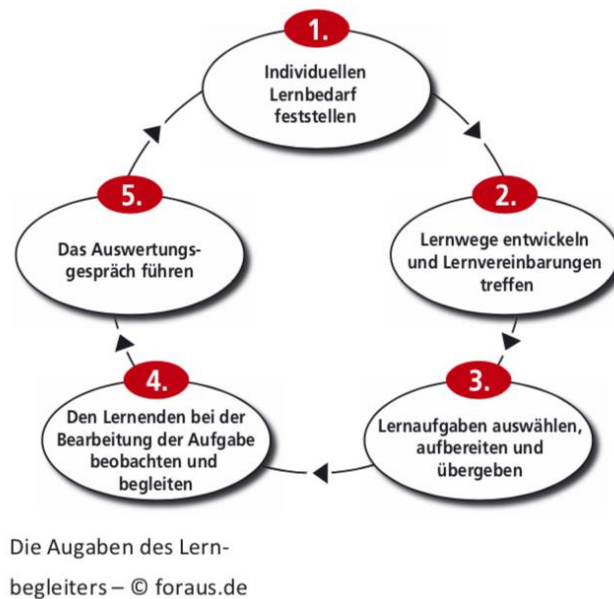 1.
Individuellen
Lernbedarf
feststellen
2.
Lernwege entwickeln
und Lernvereinbarungen
treffen
3.
Lernaufgaben auswählen,
aufbereiten und
übergeben
4.
Den Lernenden bei der
Bearbeitung der Aufgabe
beobachten und
begleiten
5.
Das Auswertungs-
gespräch führen
Die Augaben des Lern-
begleiters – © foraus.de